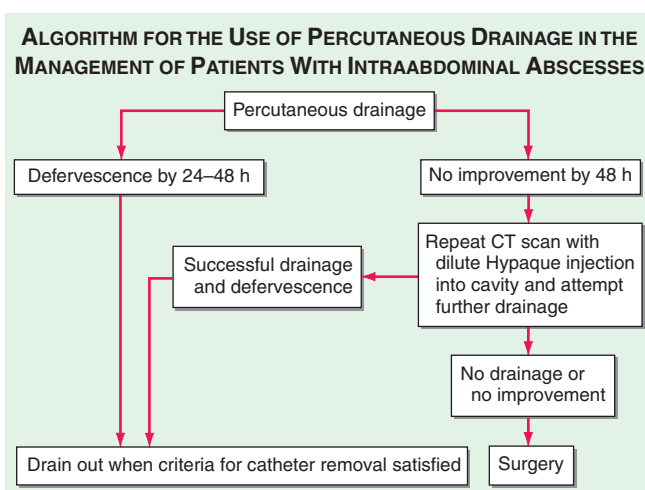 ALGORITHM FOR THE USE OF PERCUTANEOUS DRAINAGE IN THE
MANAGEMENT OF PATIENTS WITH INTRAABDOMINAL ABSCESSES
Percutaneous drainage
Defervescence by 24–48 h
No improvement by 48 h
Repeat CT scan with
dilute Hypaque injection
into cavity and attempt
further drainage
Successful drainage
and defervescence
No drainage or
no improvement
Drain out when criteria for catheter removal satisfied
Surgery